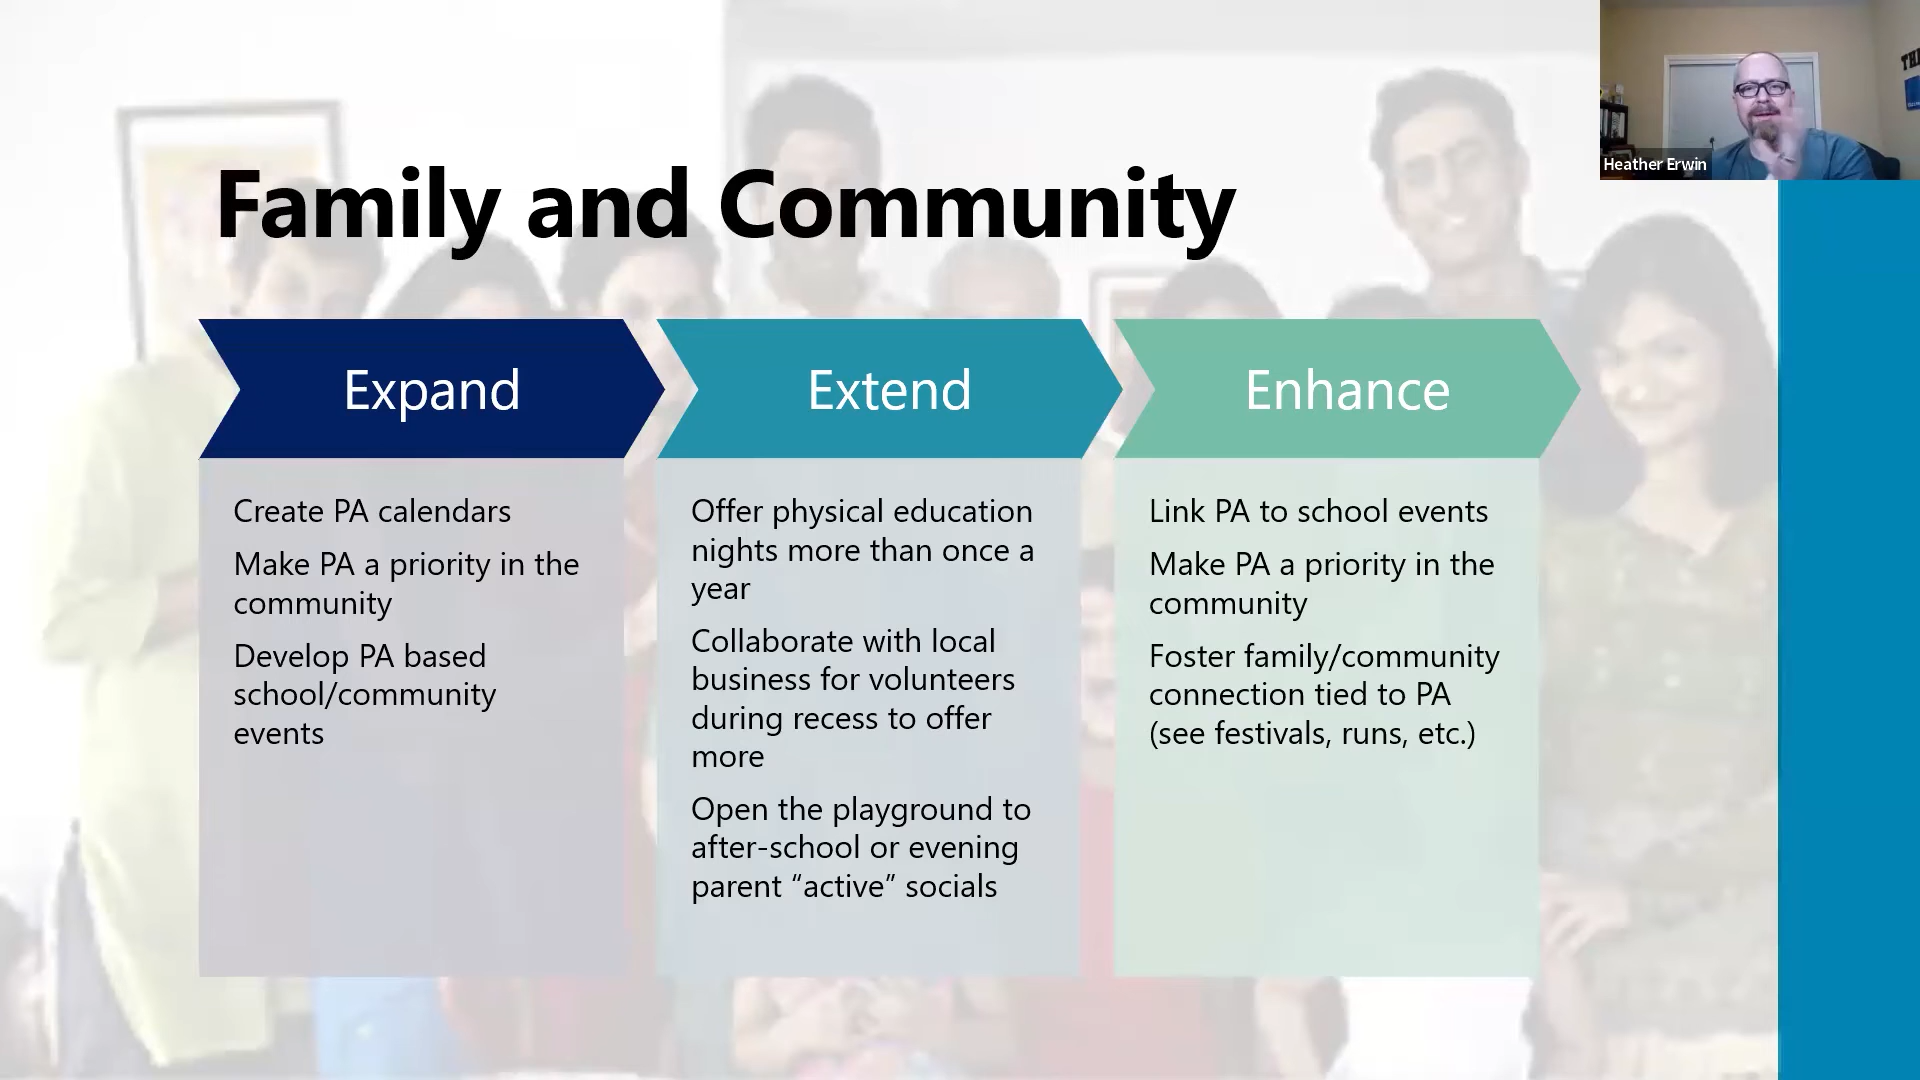 Family and Community
Heather Erwin
Expand
Create PA calendars
Make PA a priority in the
community
Develop PA based
school/community
events
Extend
Offer physical education
nights more than once a
year
Collaborate with local
business for volunteers
during recess to offer
more
Open the playground to
after-school or evening
parent “active” socials
Enhance
Link PA to school events
Make PA a priority in the
community
Foster family/community
connection tied to PA
(see festivals, runs, etc.)